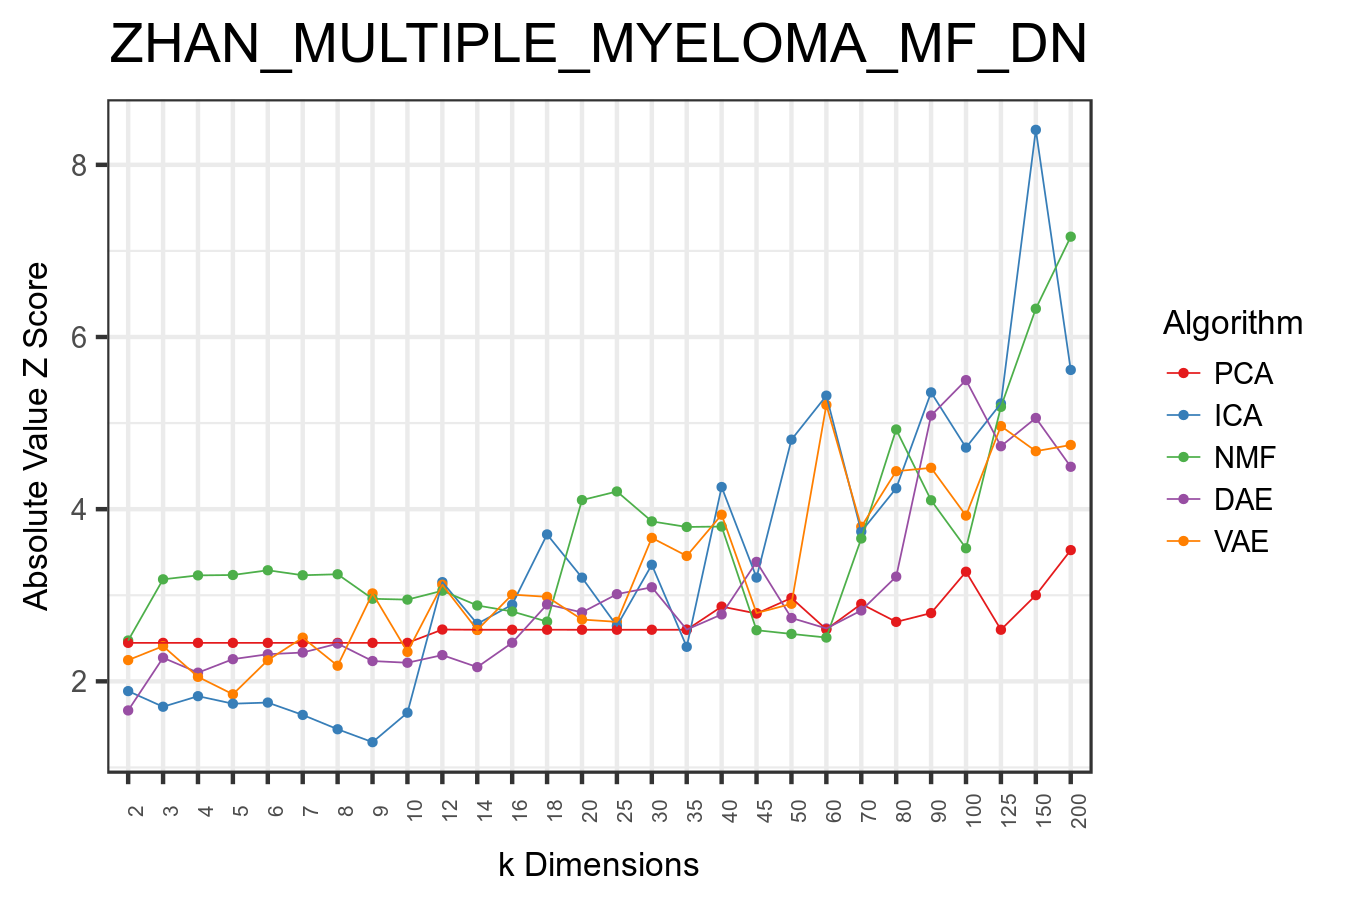 ZHAN_MULTIPLE_MYELOMA_MF_DN
Absolute Value Z Score
8
6
4
2
2 3 4 5 6 7 8 9 10 12 14 16 18 20 25 30 35 40 45 50 60 70 80 90 100 125 150 200
k Dimensions
Algorithm
PCA
ICA
NMF
DAE
VAE